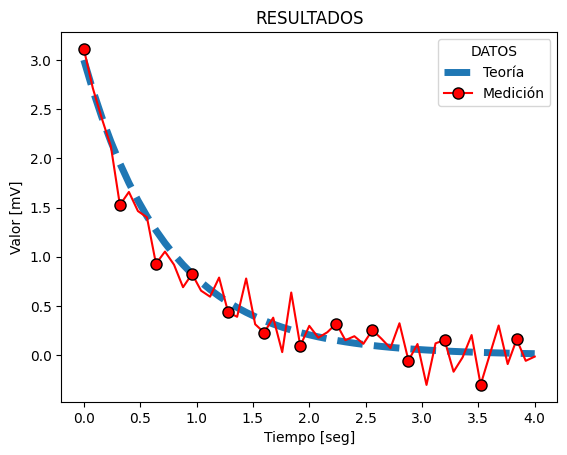 RESULTADOS
DATOS
Teoría
Medición
Valor [mV]
3.0
2.5
2.0
1.5
1.0
0.5
0.0
0.0 0.5 1.0 1.5 2.0 2.5 3.0 3.5 4.0
Tiempo [seg]